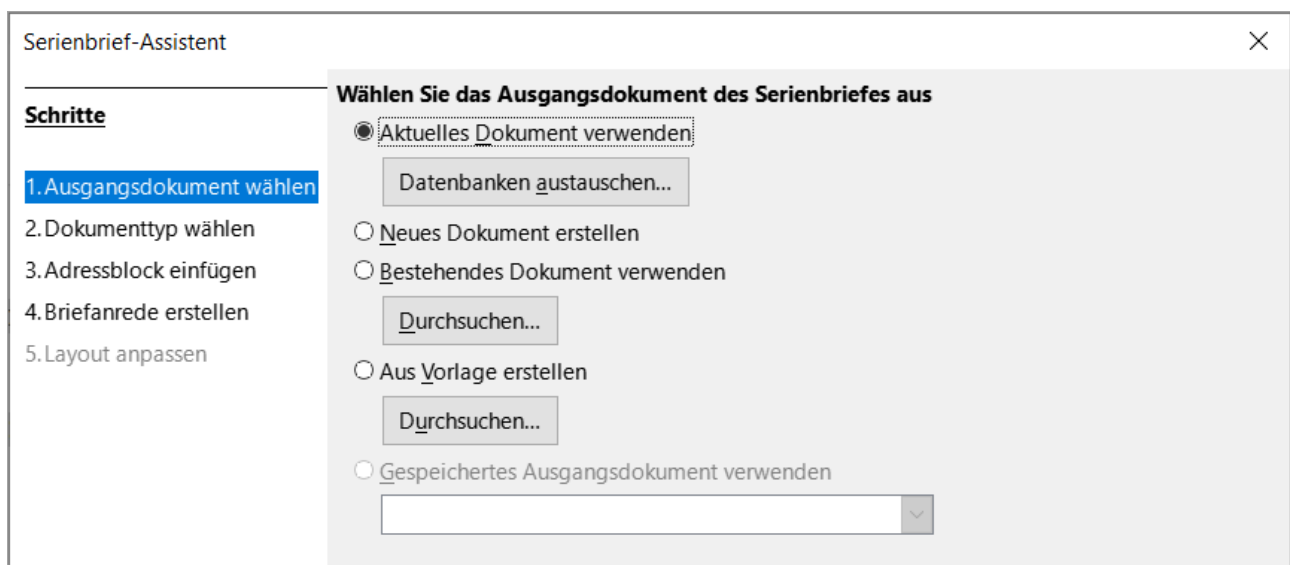 Serienbrief-Assistent
Schritte
1.Ausgangsdokument wählen
2.Dokumenttyp wählen
3.Adressblock einfügen
4.Briefanrede erstellen
5.Layout anpassen
Wählen Sie das Ausgangsdokument des Serienbriefes aus
Aktuelles Dokument verwenden
Datenbanken austauschen...
Neues Dokument erstellen
Bestehendes Dokument verwenden
Durchsuchen...
Aus Vorlage erstellen
Durchsuchen...
Gespeichertes Ausgangsdokument verwenden